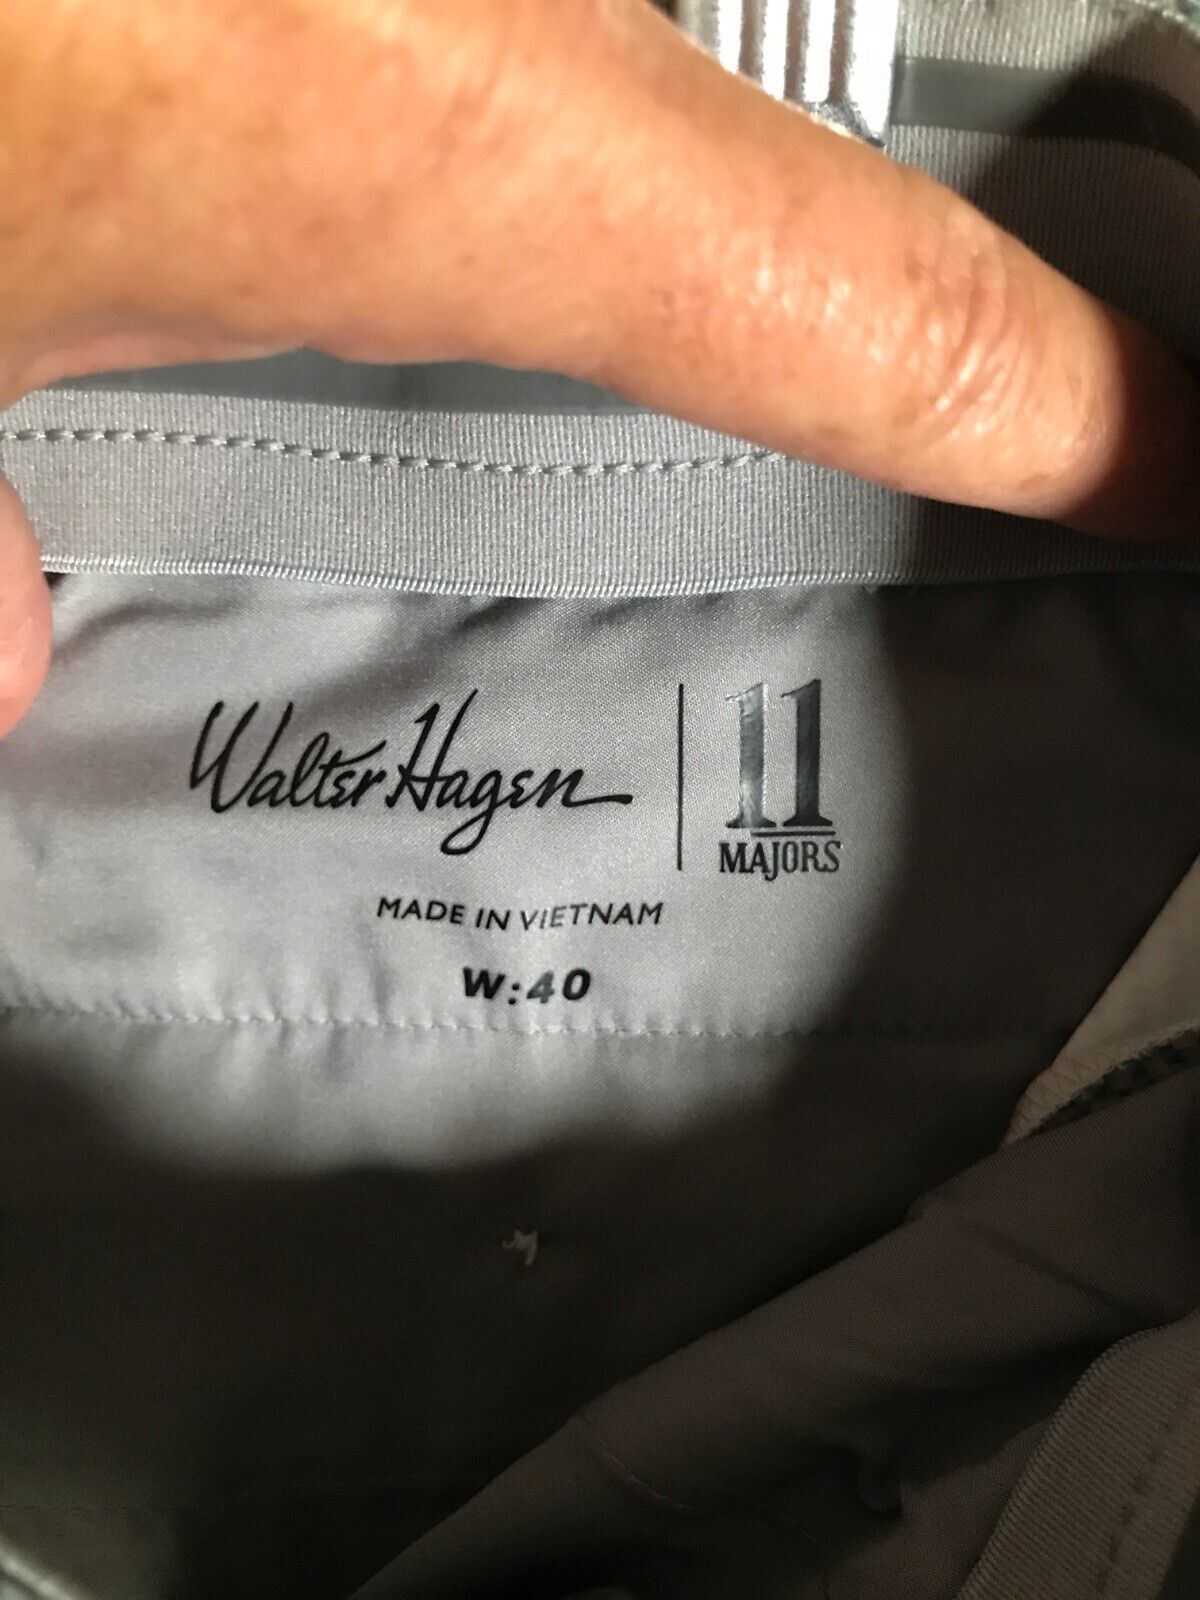 Walter Hagen
11
MAJORS
MADE IN VIETNAM
W:40